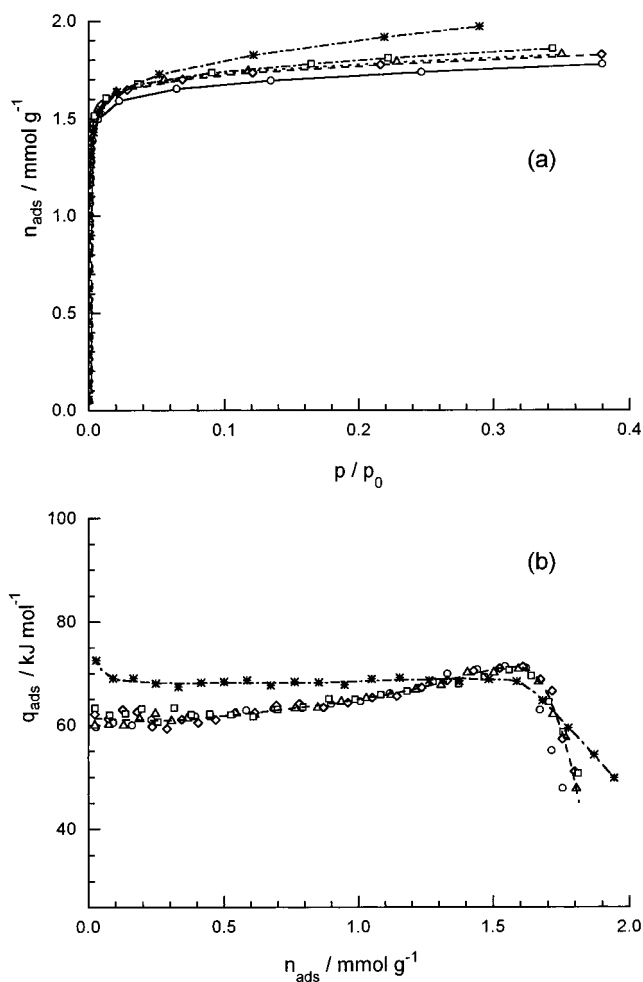 2.0
1.5
1.0
0.5
0.0
n_ads / mmol g⁻¹
(a)
0.0 0.1 0.2 0.3 0.4
p / p₀
100
80
60
40
q_ads / kJ mol⁻¹
(b)
0.0 0.5 1.0 1.5 2.0
n_ads / mmol g⁻¹